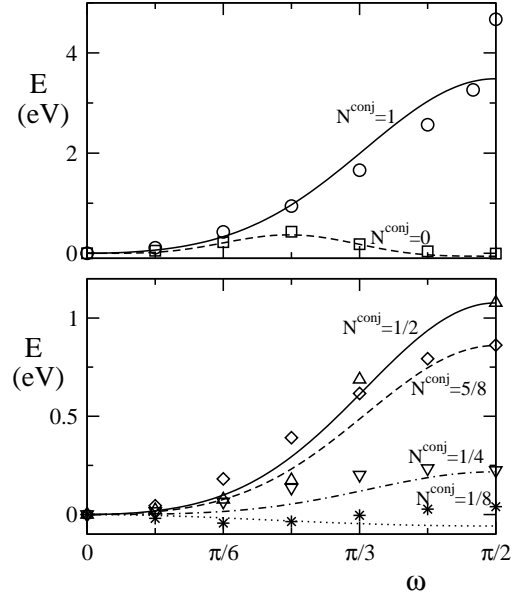 4
E
(eV)
N^conj=1
2
N^conj=0
0
1
N^conj=1/2
E
(eV)
N^conj=5/8
0.5
N^conj=1/4
N^conj=1/8
0
0 π/6 π/3 π/2
ω